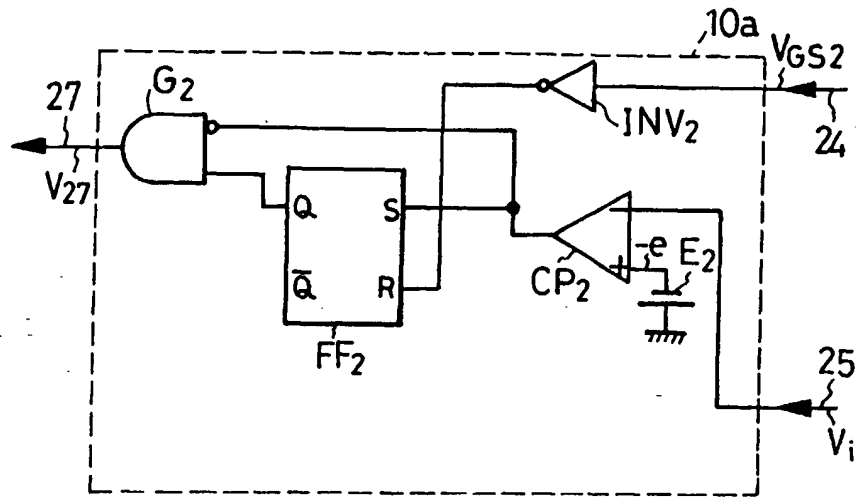 10a
G2
VGS2
27
INV2
24
V27
Q
S
-
-e
E2
+
CP2
Q̅
R
FF2
25
Vi